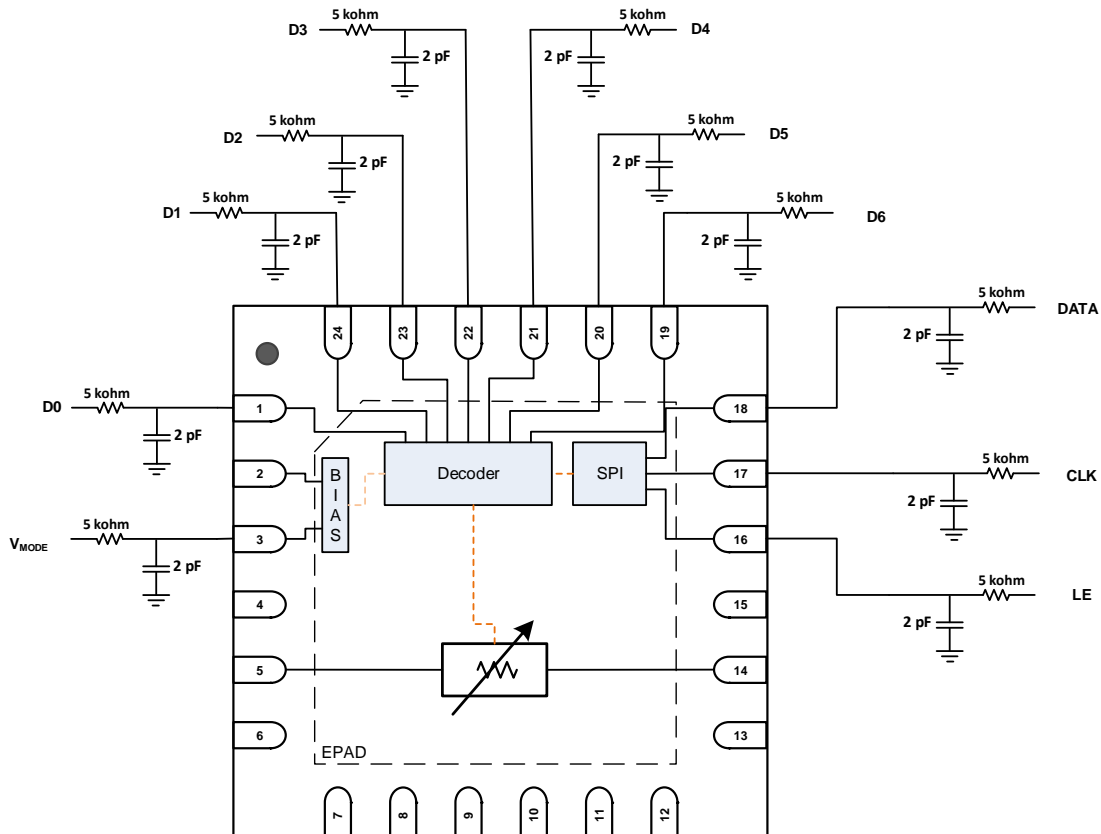 D3
5 kohm
2 pF
5 kohm
D4
2 pF
D2
5 kohm
2 pF
5 kohm
D5
2 pF
D1
5 kohm
2 pF
5 kohm
D6
2 pF
24
23
22
21
20
19
5 kohm
DATA
2 pF
D0
5 kohm
2 pF
1
2
3
4
5
6
VMODE
5 kohm
2 pF
BIAS
Decoder
SPI
18
17
16
15
14
13
5 kohm
CLK
2 pF
5 kohm
LE
2 pF
EPAD
7
8
9
10
11
12